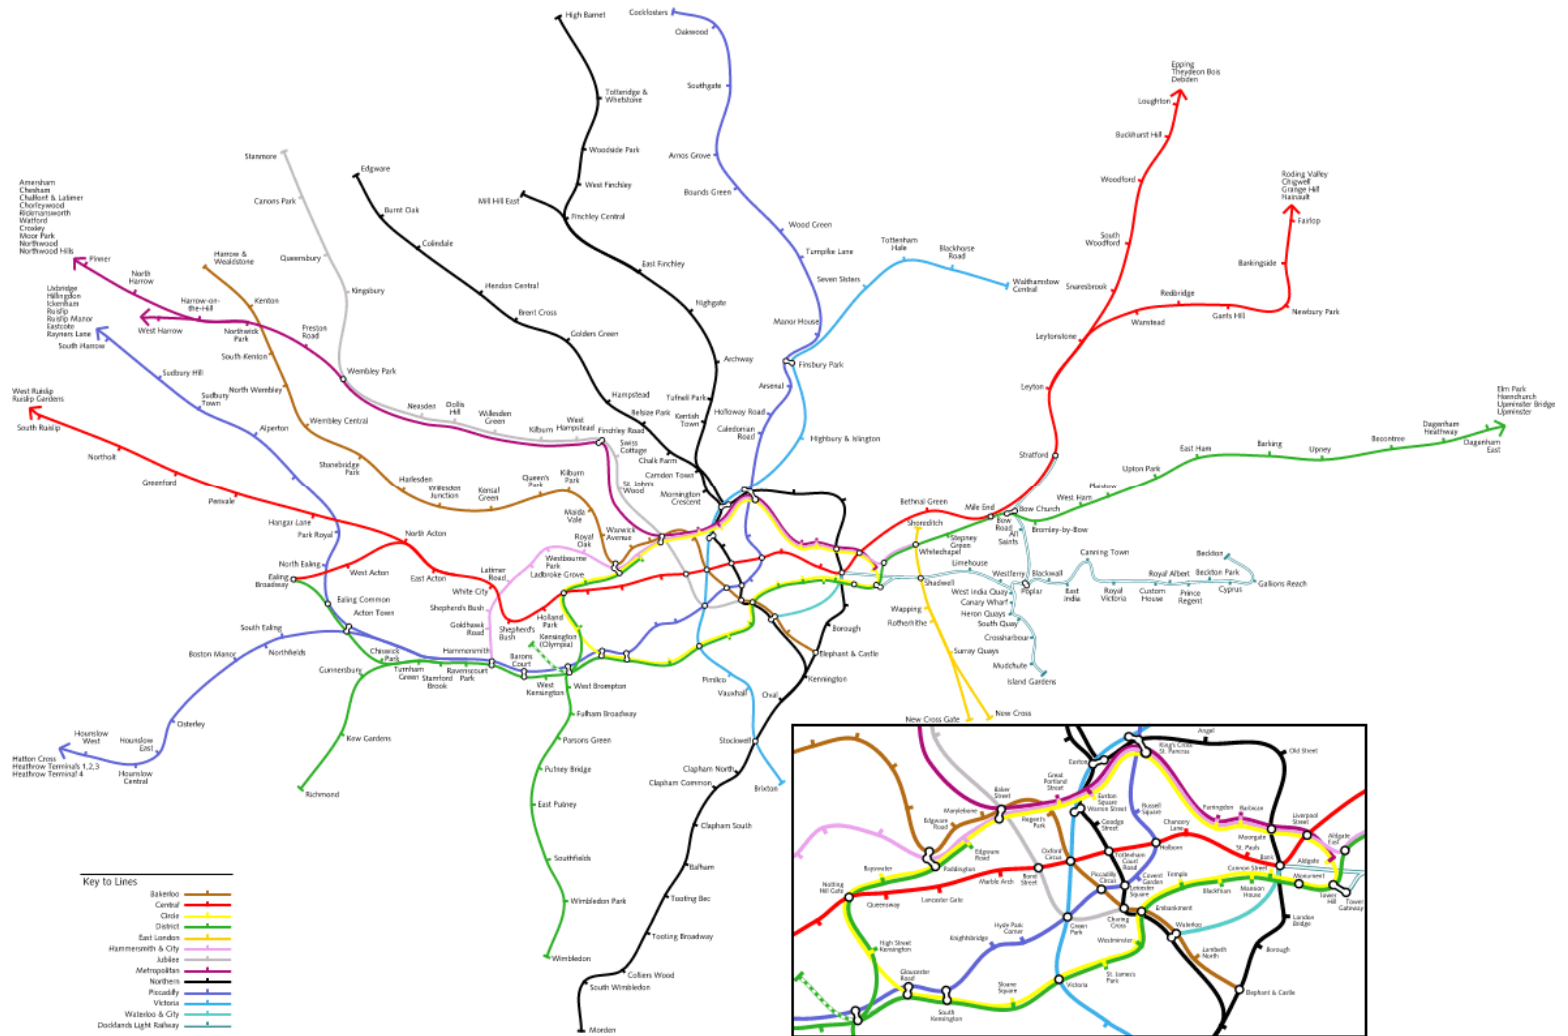 High Barnet
Cockfosters
Oakwood
Totteridge &
Whetstone
Southgate
Epping
Theydeon Bois
Debden
Loughton
Buckhurst Hill
Woodside Park
Arnos Grove
Stanmore
Edgware
West Finchley
Bounds Green
Woodford
Roding Valley
Chigwell
Grange Hill
Hainault
Fairlop
Amersham
Chesham
Chalfont & Latimer
Chorleywood
Rickmansworth
Watford
Croxley
Moor Park
Northwood
Northwood Hills
Pinner
Canons Park
Burnt Oak
Mill Hill East
Finchley Central
Wood Green
Colindale
Turnpike Lane
Tottenham
Hale
Blackhorse
Road
South
Woodford
Harrow &
Wealdstone
Queensbury
East Finchley
Seven Sisters
Walthamstow
Central
Snaresbrook
Barkingside
North
Harrow
Uxbridge
Hillingdon
Ickenham
Ruislip
Ruislip Manor
Eastcote
Rayners Lane
South Harrow
Harrow-on-
the-Hill
Kenton
Kingsbury
Hendon Central
Highgate
Redbridge
Wanstead
Gants Hill
Newbury Park
West Harrow
Northwick
Park
Preston
Road
Brent Cross
Manor House
Golders Green
Leytonstone
South Kenton
Archway
Finsbury Park
Sudbury Hill
Wembley Park
North Wembley
Arsenal
Leyton
Sudbury
Town
Hampstead
Tufnell Park
West Ruislip
Ruislip Gardens
South Ruislip
Neasden
Dollis
Hill
Willesden
Green
Kilburn
West
Hampstead
Finchley Road
Belsize Park
Kentish
Town
Holloway Road
Caledonian
Road
Highbury & Islington
Elm Park
Hornchurch
Upminster Bridge
Upminster
Wembley Central
Alperton
Swiss
Cottage
Chalk Farm
Camden Town
Mornington
Crescent
St. John's
Wood
Stratford
East Ham
Barking
Upney
Becontree
Dagenham
Heathway
Dagenham
East
Northolt
Greenford
Perivale
Stonebridge
Park
Harlesden
Willesden
Junction
Kensal
Green
Queen's
Park
Kilburn
Park
Maida
Vale
Warwick
Avenue
Upton Park
Plaistow
West Ham
Hangar Lane
Park Royal
North Acton
Royal
Oak
Westbourne
Park
Ladbroke Grove
Bethnal Green
Shoreditch
Mile End
Bow
Road
Bow Church
Bromley-by-Bow
All
Saints
Stepney
Green
Whitechapel
North Ealing
Ealing
Broadway
West Acton
East Acton
Latimer
Road
White City
Limehouse
Shadwell
Westferry
Blackwall
Canning Town
Beckton
Royal Albert
Beckton Park
Gallions Reach
Cyprus
Prince
Regent
Custom
House
Royal
Victoria
East
India
Poplar
West India Quay
Canary Wharf
Heron Quays
South Quay
Crossharbour
Mudchute
Island Gardens
Ealing Common
Acton Town
Shepherd's Bush
Goldhawk
Road
Shepherd's
Bush
Holland
Park
Kensington
(Olympia)
Wapping
Rotherhithe
Surray Quays
New Cross Gate
New Cross
South Ealing
Northfields
Boston Manor
Chiswick
Park
Hammersmith
Gunnersbury
Turnham
Green
Stamford
Brook
Ravenscourt
Park
Barons
Court
West
Kensington
West Brompton
Pimlico
Vauxhall
Oval
Borough
Elephant & Castle
Kennington
Osterley
Fulham Broadway
Kew Gardens
Parsons Green
Stockwell
Hounslow
West
Hounslow
East
Hounslow
Central
Hatton Cross
Heathrow Terminals 1,2,3
Heathrow Terminal 4
Richmond
Putney Bridge
East Putney
Clapham North
Clapham Common
Brixton
Clapham South
Southfields
Balham
Wimbledon Park
Tooting Bec
Tooting Broadway
Wimbledon
Colliers Wood
South Wimbledon
Morden
Key to Lines
Bakerloo
Central
Circle
District
East London
Hammersmith & City
Jubilee
Metropolitan
Northern
Piccadilly
Victoria
Waterloo & City
Docklands Light Railway
Angel
King's Cross
St. Pancras
Old Street
Euston
Great
Portland
Street
Baker
Street
Marylebone
Edgware
Road
Regent's
Park
Euston
Square
Warren Street
Russell
Square
Farringdon
Barbican
Liverpool
Street
Moorgate
Aldgate
East
Goodge
Street
Chancery
Lane
Edgware
Road
Paddington
Bayswater
Oxford
Circus
Tottenham
Court
Road
Holborn
St. Pauls
Bank
Aldgate
Notting
Hill Gate
Queensway
Lancaster Gate
Marble Arch
Bond
Street
Piccadilly
Circus
Covent
Garden
Leicester
Square
Temple
Blackfriars
Cannon Street
Mansion
House
Monument
Tower
Hill
Tower
Gateway
Charing
Cross
Embankment
Waterloo
London
Bridge
Green
Park
Hyde Park
Corner
Knightsbridge
High Street
Kensington
Westminster
Lambeth
North
Borough
Gloucester
Road
South
Kensington
Sloane
Square
Victoria
St. James's
Park
Elephant & Castle